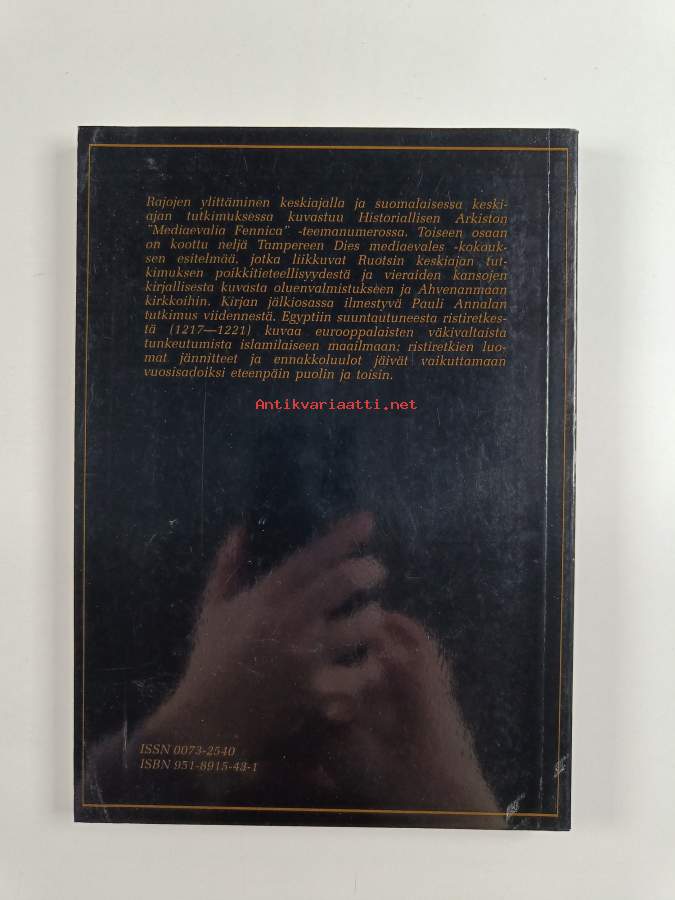 Rajojen ylittäminen keskiajalla ja suomalaisessa keski-
ajan tutkimuksessa kuvastuu Historiallisen Arkiston
"Mediaevalia Fennica" -teemanumerossa. Toiseen osaan
on koottu neljä Tampereen Dies mediaevales -kokouk-
sen esitelmää, jotka liikkuvat Ruotsin keskiajan tut-
kimuksen poikkitieteellisyydestä ja vieraiden kansojen
kirjallisesta kuvasta oluenvalmistukseen ja Ahvenanmaan
kirkkoihin. Kirjan jälkiosassa ilmestyvä Pauli Annalan
tutkimus viidennestä, Egyptiin suuntautuneesta ristiretkes-
tä (1217—1221) kuvaa eurooppalaisten väkivaltaista
tunkeutumista islamilaiseen maailmaan: ristiretkien luo-
mat jännitteet ja ennakkoluulot jäivät vaikuttamaan
vuosisadoiksi eteenpäin puolin ja toisin.
Antikvariaatti.net
ISSN 0073-2540
ISBN 951-8915-43-1